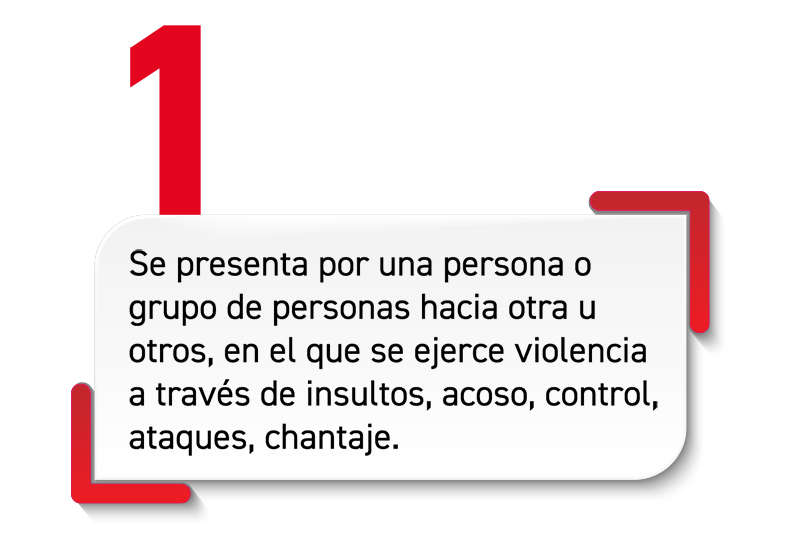 1
Se presenta por una persona o
grupo de personas hacia otra u
otros, en el que se ejerce violencia
a través de insultos, acoso, control,
ataques, chantaje.